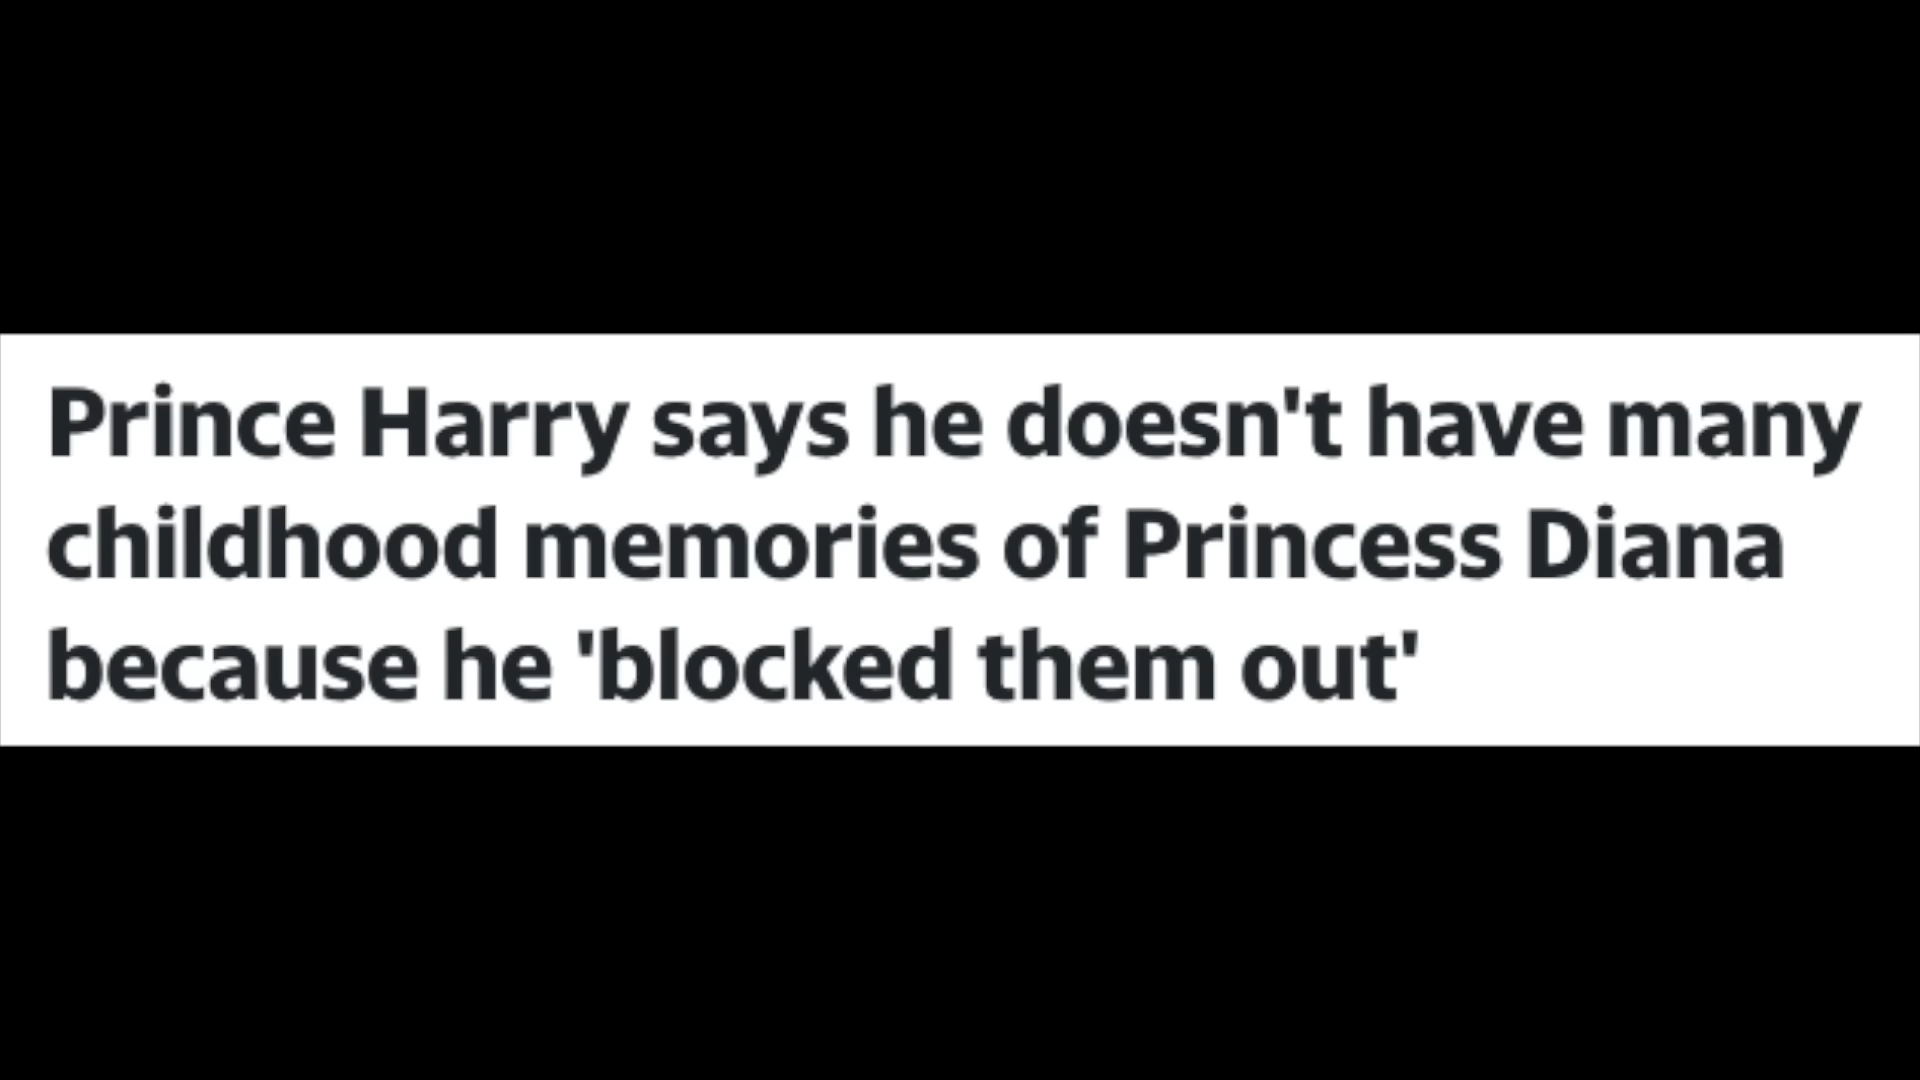 Prince Harry says he doesn't have many
childhood memories of Princess Diana
because he 'blocked them out'